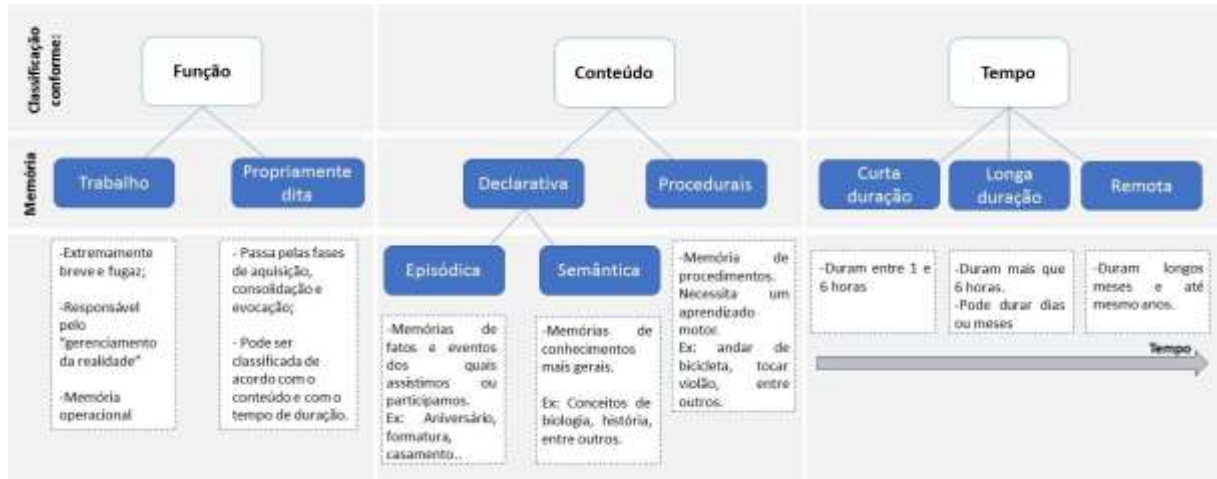 Classificação
conforme:
Função
Conteúdo
Tempo
Memória
Trabalho
Propriamente
dita
Declarativa
Procedurais
Curta
duração
Longa
duração
Remota
-Extremamente
breve e fugaz;
-Responsável
pelo
"gerenciamento
da realidade"
-Memória
operacional
- Passa pelas fases
de aquisição,
consolidação e
evocação;
- Pode ser
classificada de
acordo com o
conteúdo e com o
tempo de duração.
Episódica
-Memórias de
fatos e eventos
dos quais
assistimos ou
participamos.
Ex: Aniversário,
formatura,
casamento..
Semântica
-Memórias de
conhecimentos
mais gerais.
Ex: Conceitos de
biologia, história,
entre outros.
-Memória de
procedimentos.
Necessita um
aprendizado
motor.
Ex: andar de
bicicleta, tocar
violão, entre
outros.
-Duram entre 1 e
6 horas
-Duram mais que
6 horas.
-Pode durar dias
ou meses
-Duram longos
meses e até
mesmo anos.
Tempo